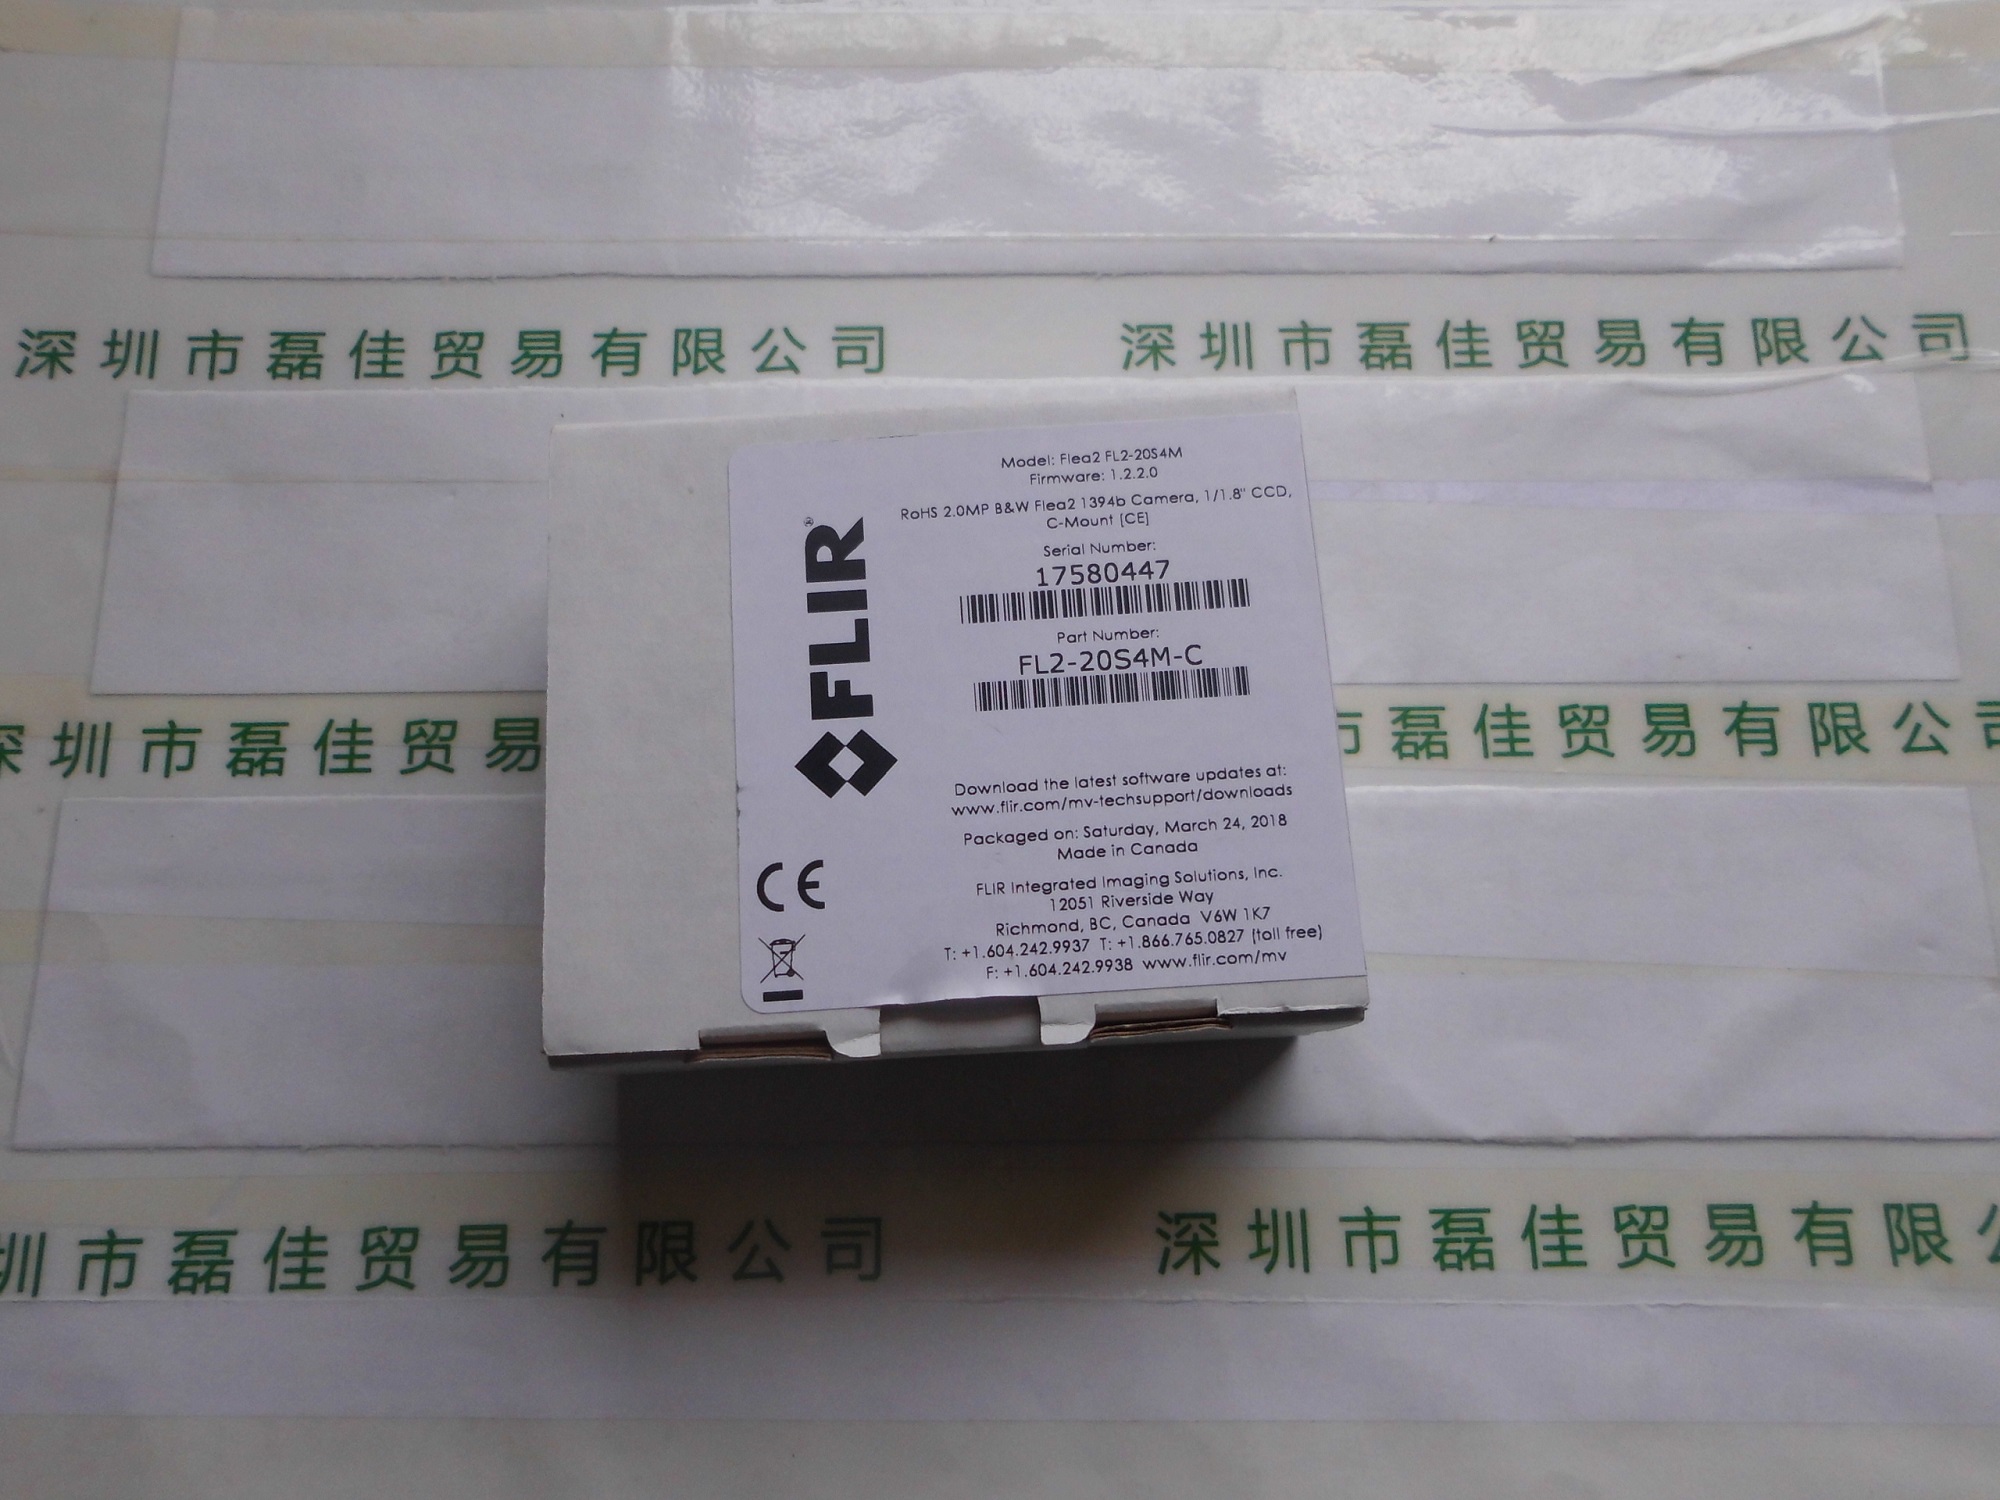 深圳市磊佳贸易有限公司 深圳市磊佳贸易有限公司
Model: Flea2 FL2-20S4M
Firmware: 1.2.2.0
RoHS 2.0MP B&W Flea2 1394b Camera, 1/1.8" CCD,
C-Mount [CE]
Serial Number:
17580447
Part Number:
FL2-20S4M-C
FLIR®
Download the latest software updates at:
www.flir.com/mv-techsupport/downloads
Packaged on: Saturday, March 24, 2018
Made in Canada
CE
FLIR Integrated Imaging Solutions, Inc.
12051 Riverside Way
Richmond, BC, Canada V6W 1K7
T: +1.604.242.9937 T: +1.866.765.0827 (toll free)
F: +1.604.242.9938 www.flir.com/mv
深圳市磊佳贸易 市磊佳贸易有限公司
圳市磊佳贸易有限公司 深圳市磊佳贸易有限公